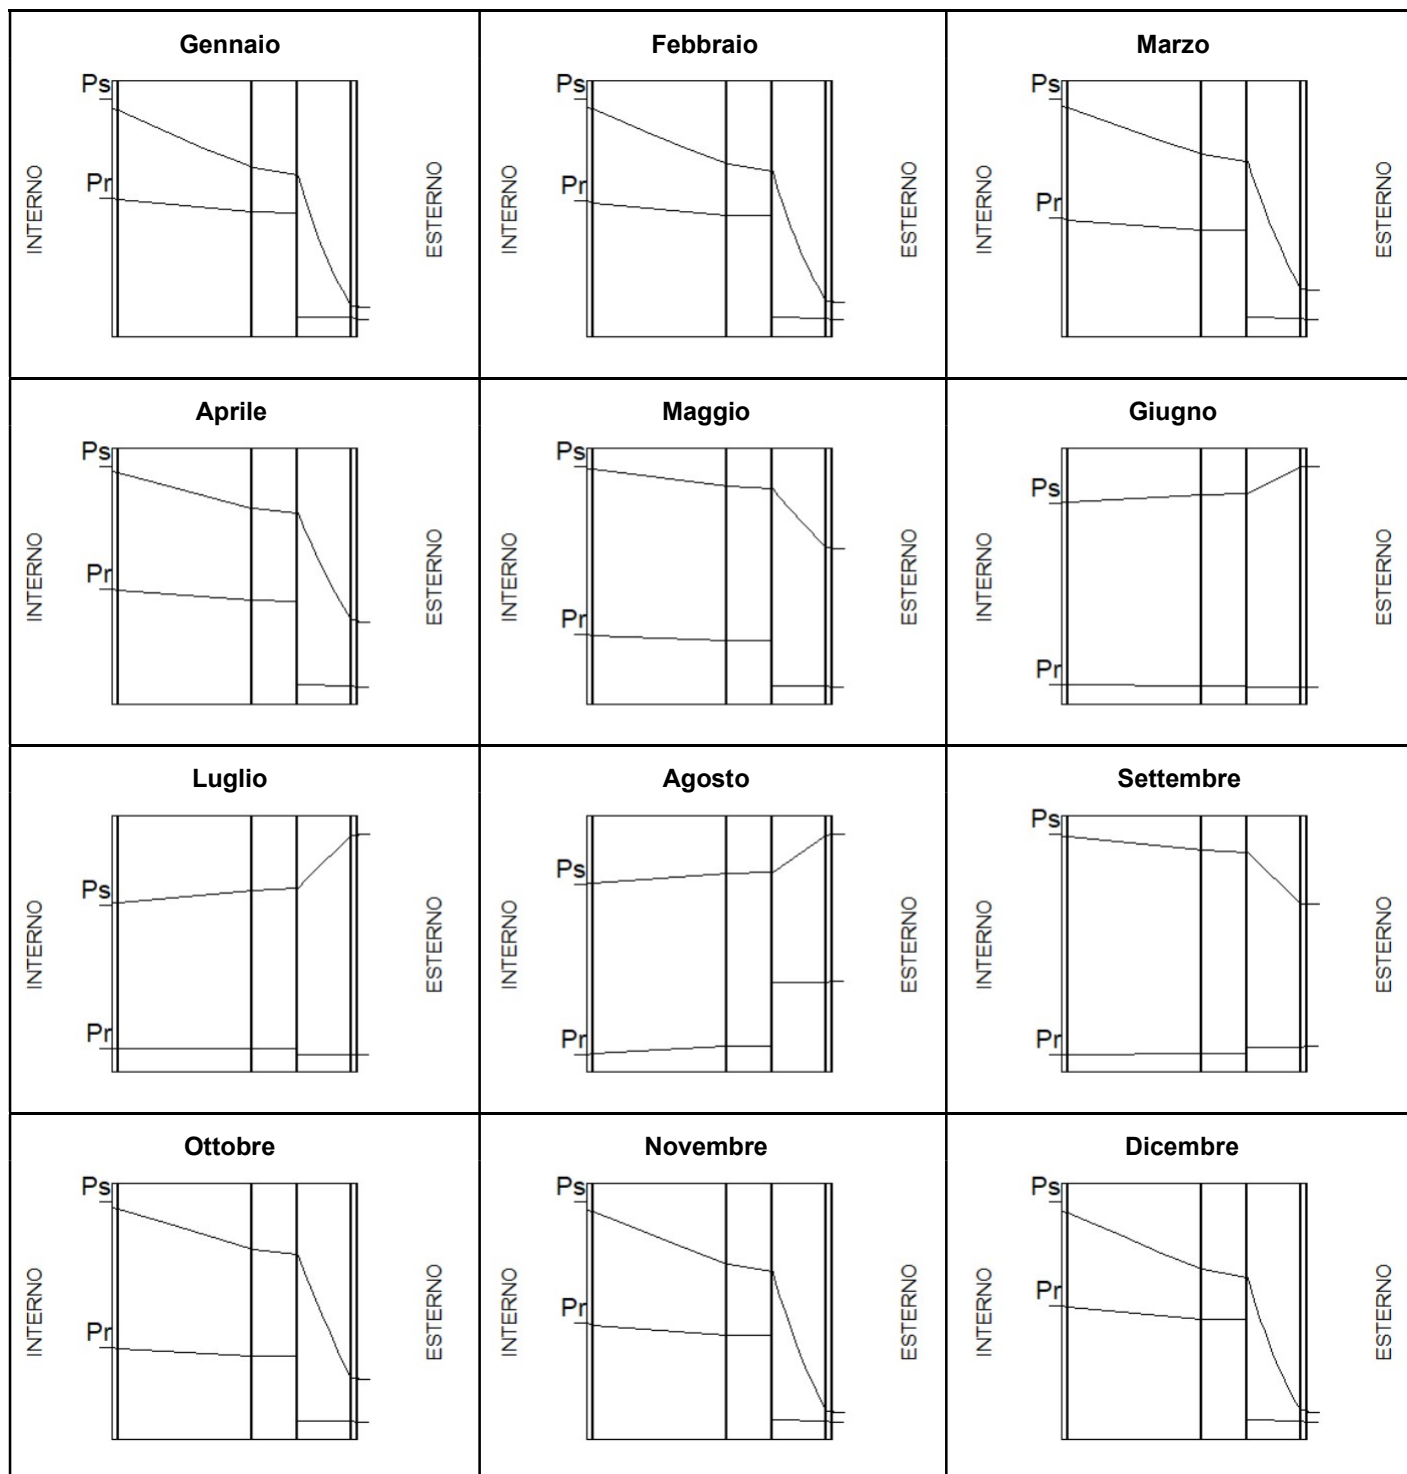 Gennaio
Ps
Pr
INTERNO
ESTERNO
Febbraio
Ps
Pr
INTERNO
ESTERNO
Marzo
Ps
Pr
INTERNO
ESTERNO
Aprile
Ps
Pr
INTERNO
ESTERNO
Maggio
Ps
Pr
INTERNO
ESTERNO
Giugno
Ps
Pr
INTERNO
ESTERNO
Luglio
Ps
Pr
INTERNO
ESTERNO
Agosto
Ps
Pr
INTERNO
ESTERNO
Settembre
Ps
Pr
INTERNO
ESTERNO
Ottobre
Ps
Pr
INTERNO
ESTERNO
Novembre
Ps
Pr
INTERNO
ESTERNO
Dicembre
Ps
Pr
INTERNO
ESTERNO